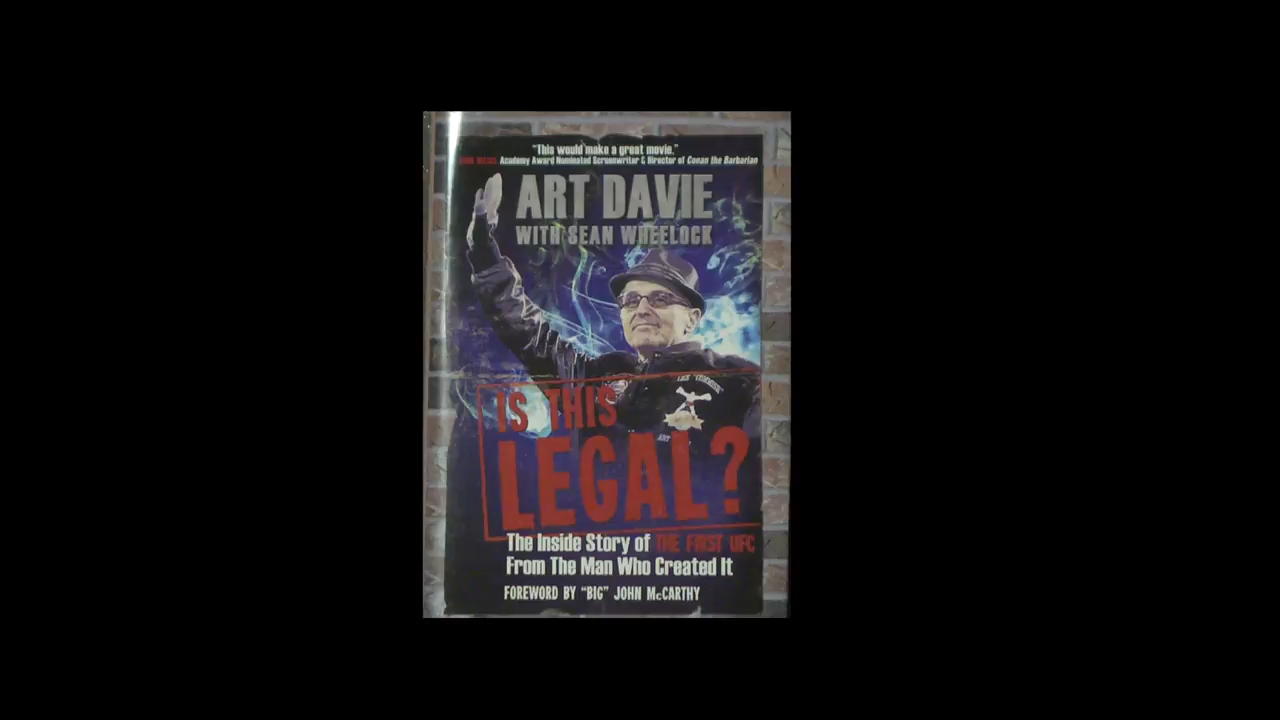 "This would make a great movie."
Academy Award Nominated Screenwriter & Director of Conan the Barbarian
ART DAVIE
WITH SEAN WHEELOCK
ART
IS THIS
LEGAL?
The Inside Story of THE FIRST UFC
From The Man Who Created It
FOREWORD BY "BIG" JOHN McCARTHY